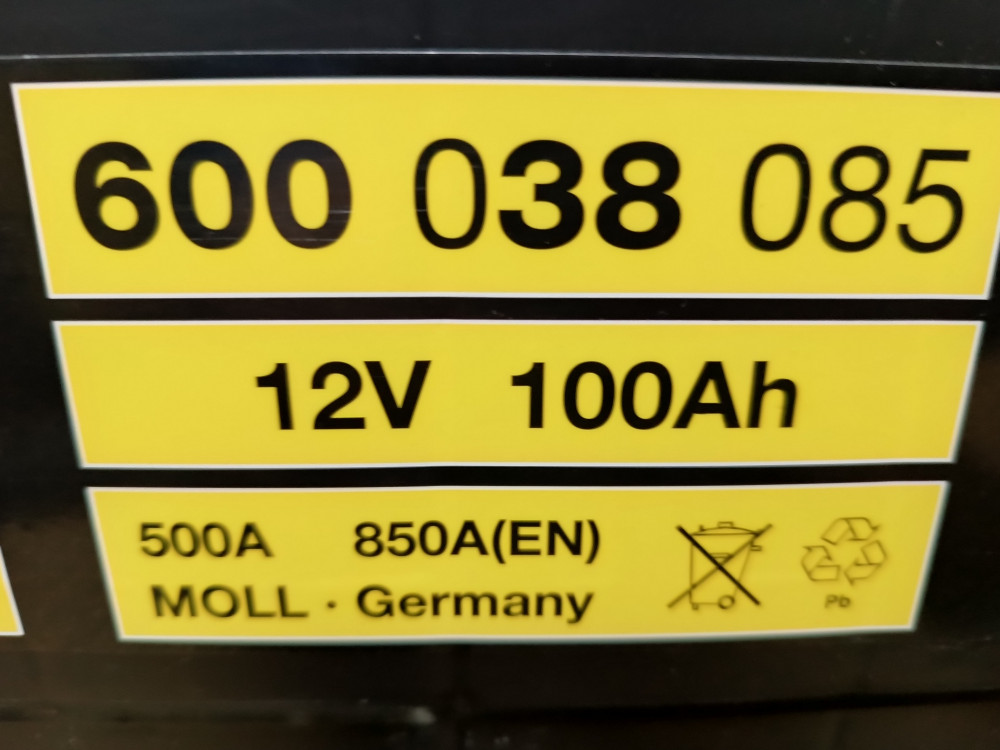 600 038 085
12V 100Ah
500A 850A(EN)
MOLL · Germany
Pb